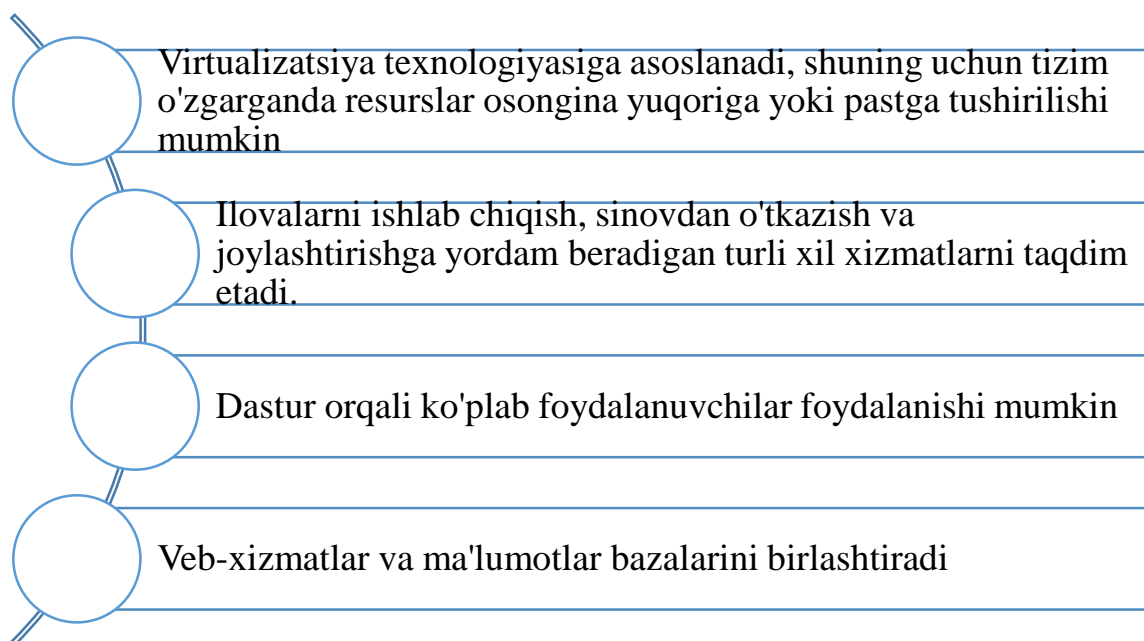 Virtualizatsiya texnologiyasiga asoslanadi, shuning uchun tizim
o'zgarganda resurslar osongina yuqoriga yoki pastga tushirilishi
mumkin
Ilovalarni ishlab chiqish, sinovdan o'tkazish va
joylashtirishga yordam beradigan turli xil xizmatlarni taqdim
etadi.
Dastur orqali ko'plab foydalanuvchilar foydalanishi mumkin
Veb-xizmatlar va ma'lumotlar bazalarini birlashtiradi